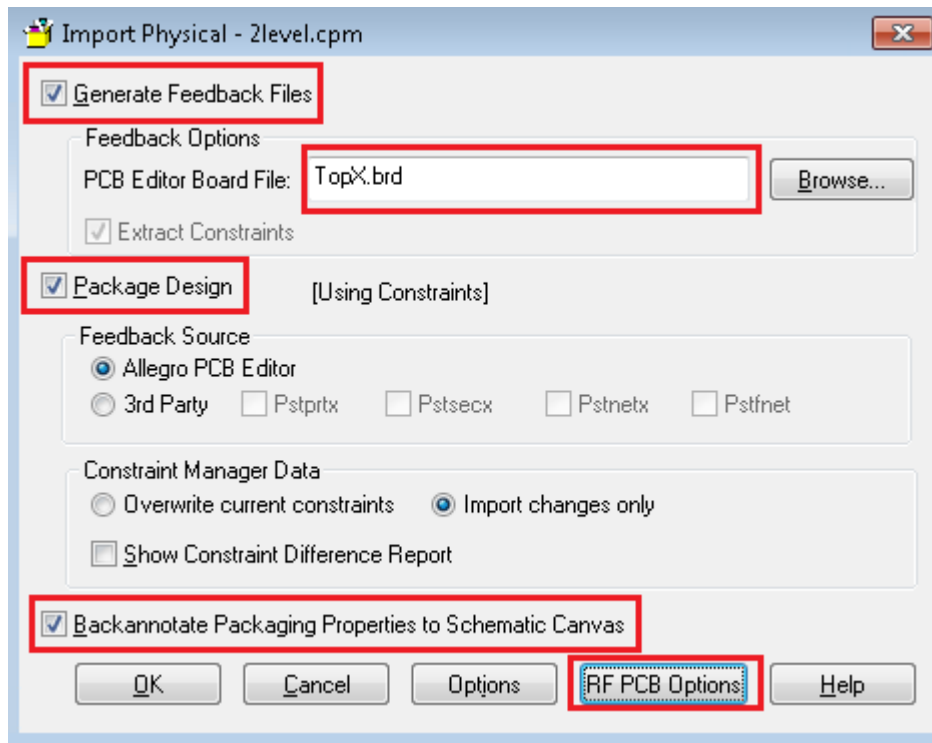 Import Physical - 2level.cpm
Generate Feedback Files
Feedback Options
PCB Editor Board File: TopX.brd Browse...
Extract Constraints
Package Design [Using Constraints]
Feedback Source
Allegro PCB Editor
3rd Party Pstprtx Pstsecx Pstnetx Pstfnet
Constraint Manager Data
Overwrite current constraints Import changes only
Show Constraint Difference Report
Backannotate Packaging Properties to Schematic Canvas
OK Cancel Options RF PCB Options Help